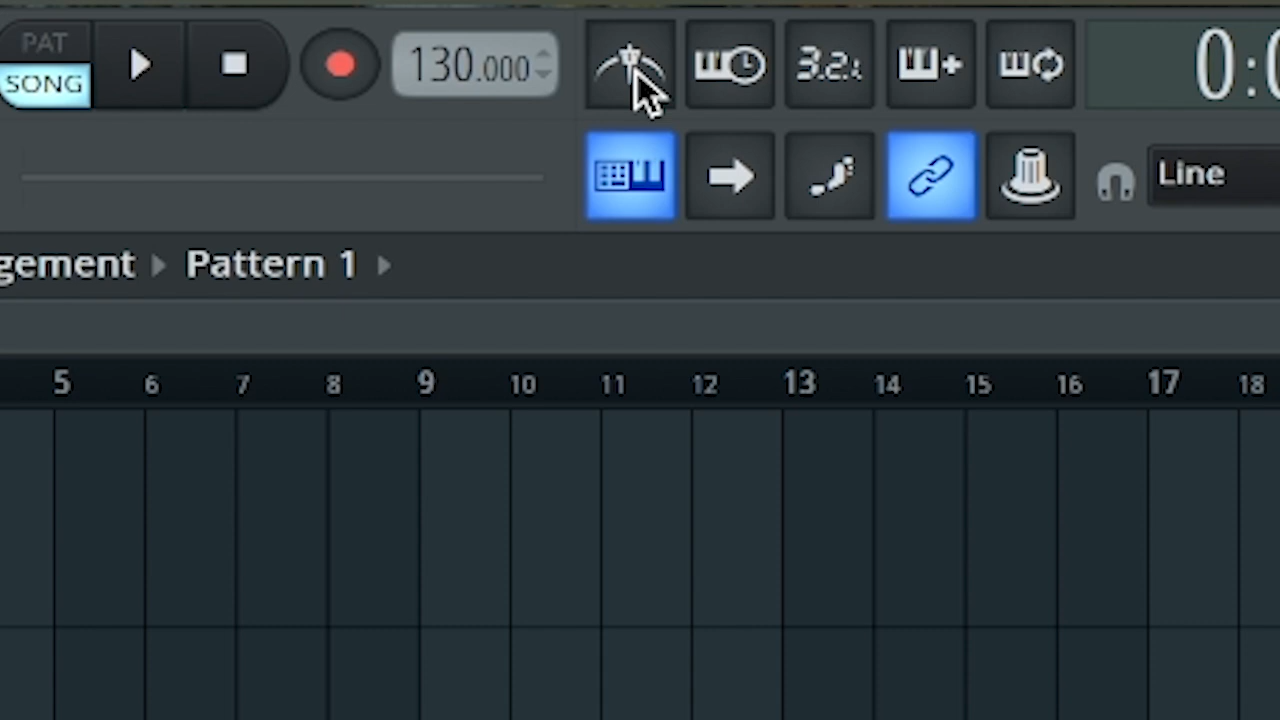 PAT
SONG
130.000
3.2.
0:0
Line
gement
Pattern 1
5 6 7 8 9 10 11 12 13 14 15 16 17 18